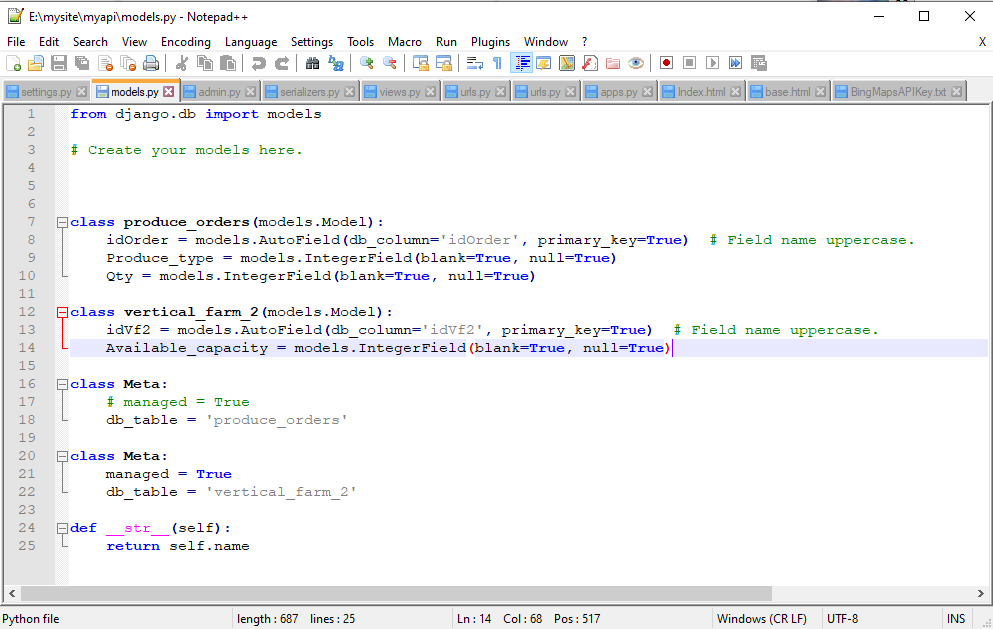 E:\mysite\myapi\models.py - Notepad++
File Edit Search View Encoding Language Settings Tools Macro Run Plugins Window ? X
settings.py models.py admin.py serializers.py views.py urls.py urls.py apps.py Index.html base.html BingMapsAPIKey.txt
1 from django.db import models
2
3 # Create your models here.
4
5
6
7 class produce_orders(models.Model):
8 idOrder = models.AutoField(db_column='idOrder', primary_key=True)  # Field name uppercase.
9 Produce_type = models.IntegerField(blank=True, null=True)
10 Qty = models.IntegerField(blank=True, null=True)
11
12 class vertical_farm_2(models.Model):
13 idVf2 = models.AutoField(db_column='idVf2', primary_key=True)  # Field name uppercase.
14 Available_capacity = models.IntegerField(blank=True, null=True)
15
16 class Meta:
17 # managed = True
18 db_table = 'produce_orders'
19
20 class Meta:
21 managed = True
22 db_table = 'vertical_farm_2'
23
24 def __str__(self):
25 return self.name
Python file length : 687 lines : 25 Ln : 14 Col : 68 Pos : 517 Windows (CR LF) UTF-8 INS